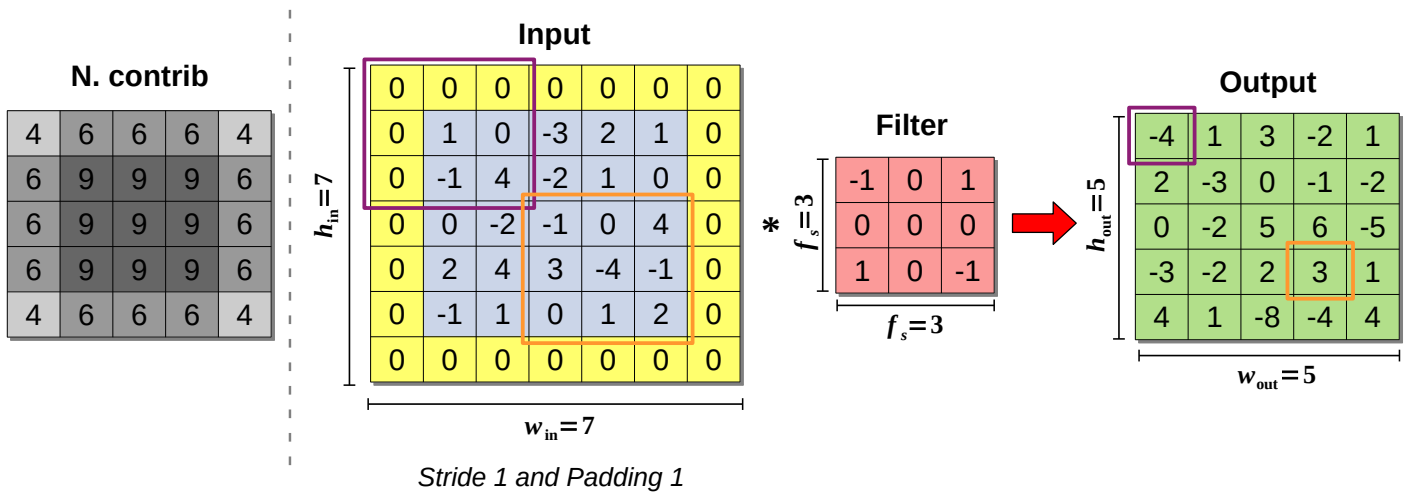 N. contrib
4 6 6 6 4
6 9 9 9 6
6 9 9 9 6
6 9 9 9 6
4 6 6 6 4
Input
h_in=7
0 0 0 0 0 0 0
0 1 0 -3 2 1 0
0 -1 4 -2 1 0 0
0 0 -2 -1 0 4 0
0 2 4 3 -4 -1 0
0 -1 1 0 1 2 0
0 0 0 0 0 0 0
w_in=7
Stride 1 and Padding 1
*
Filter
f_s=3
-1 0 1
0 0 0
1 0 -1
f_s=3
Output
h_out=5
-4 1 3 -2 1
2 -3 0 -1 -2
0 -2 5 6 -5
-3 -2 2 3 1
4 1 -8 -4 4
w_out=5